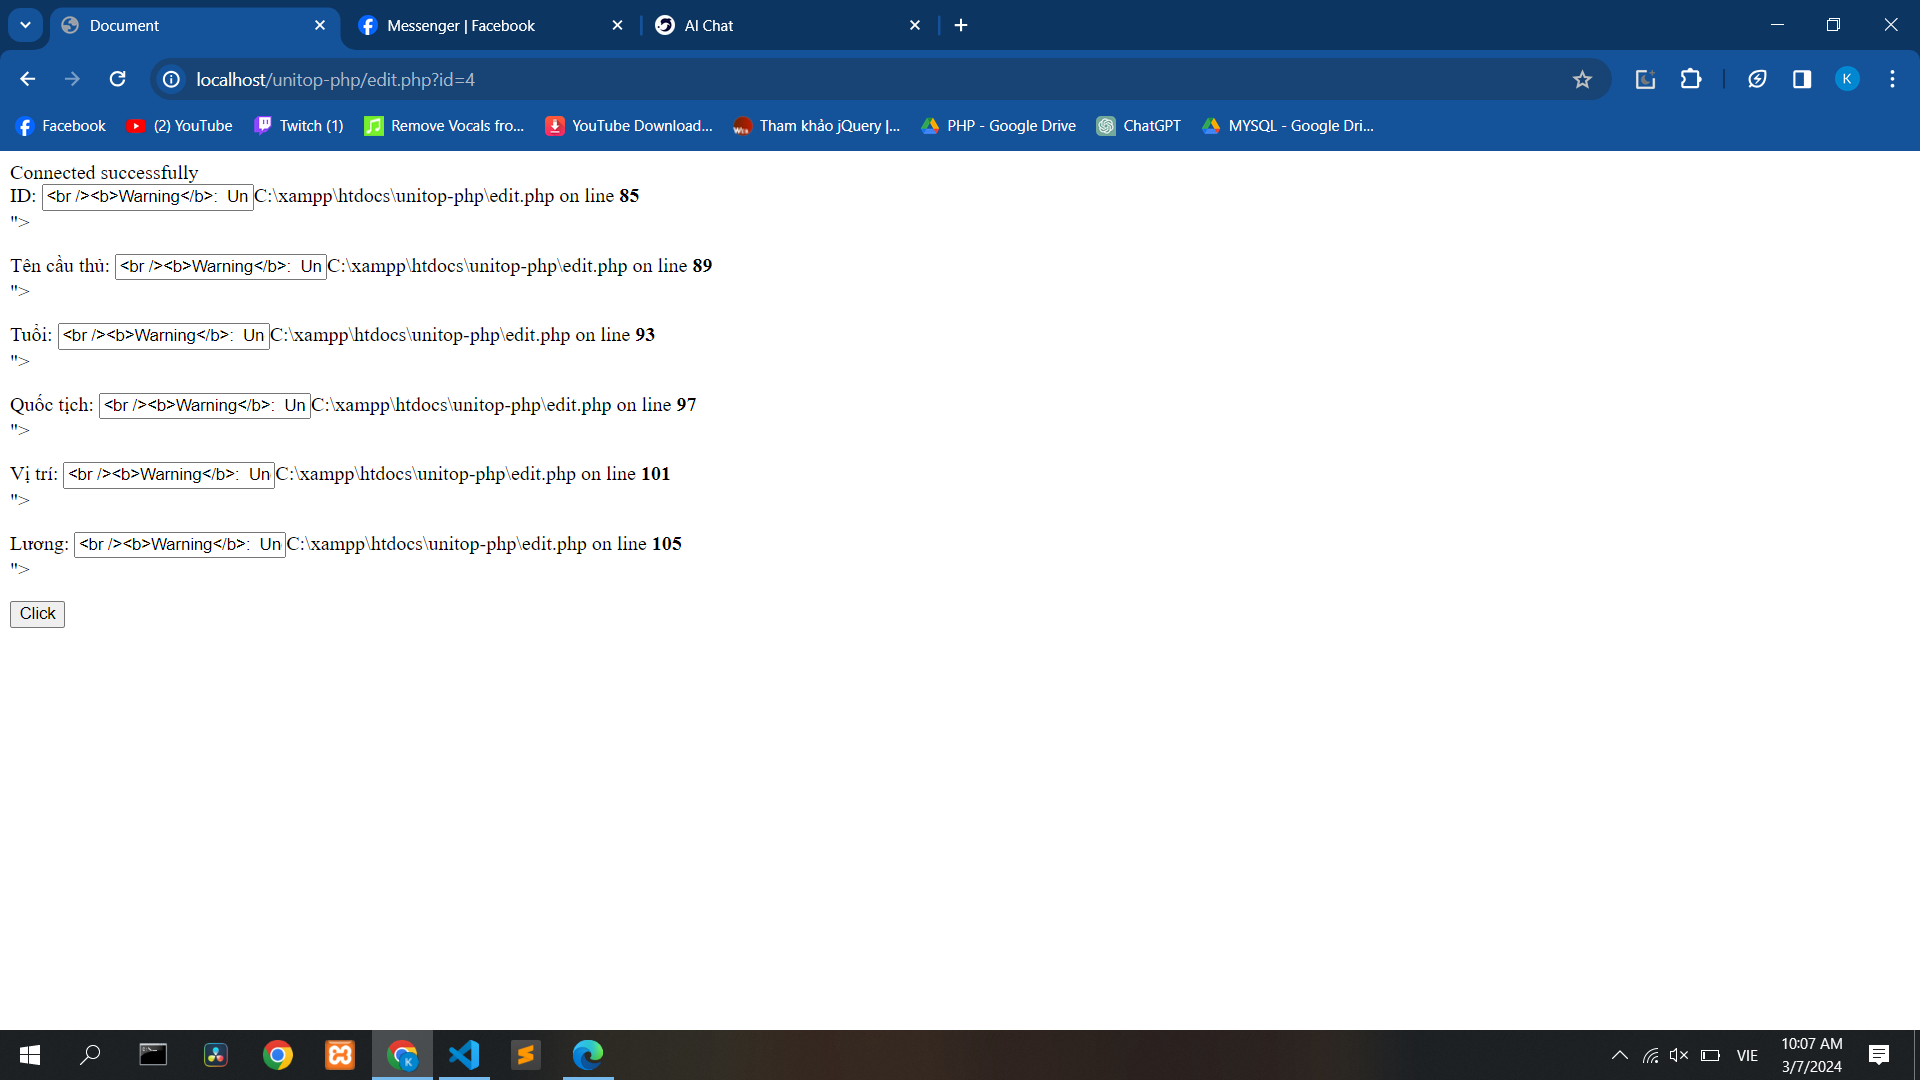 Document
Messenger | Facebook
AI Chat
localhost/unitop-php/edit.php?id=4
K
Facebook
(2) YouTube
Twitch (1)
Remove Vocals fro...
YouTube Download...
Tham khảo jQuery |...
PHP - Google Drive
ChatGPT
MYSQL - Google Dri...
Connected successfully
ID: <br /><b>Warning</b>:  Un C:\xampp\htdocs\unitop-php\edit.php on line 85
">
Tên cầu thủ: <br /><b>Warning</b>:  Un C:\xampp\htdocs\unitop-php\edit.php on line 89
">
Tuổi: <br /><b>Warning</b>:  Un C:\xampp\htdocs\unitop-php\edit.php on line 93
">
Quốc tịch: <br /><b>Warning</b>:  Un C:\xampp\htdocs\unitop-php\edit.php on line 97
">
Vị trí: <br /><b>Warning</b>:  Un C:\xampp\htdocs\unitop-php\edit.php on line 101
">
Lương: <br /><b>Warning</b>:  Un C:\xampp\htdocs\unitop-php\edit.php on line 105
">
Click
VIE
10:07 AM
3/7/2024